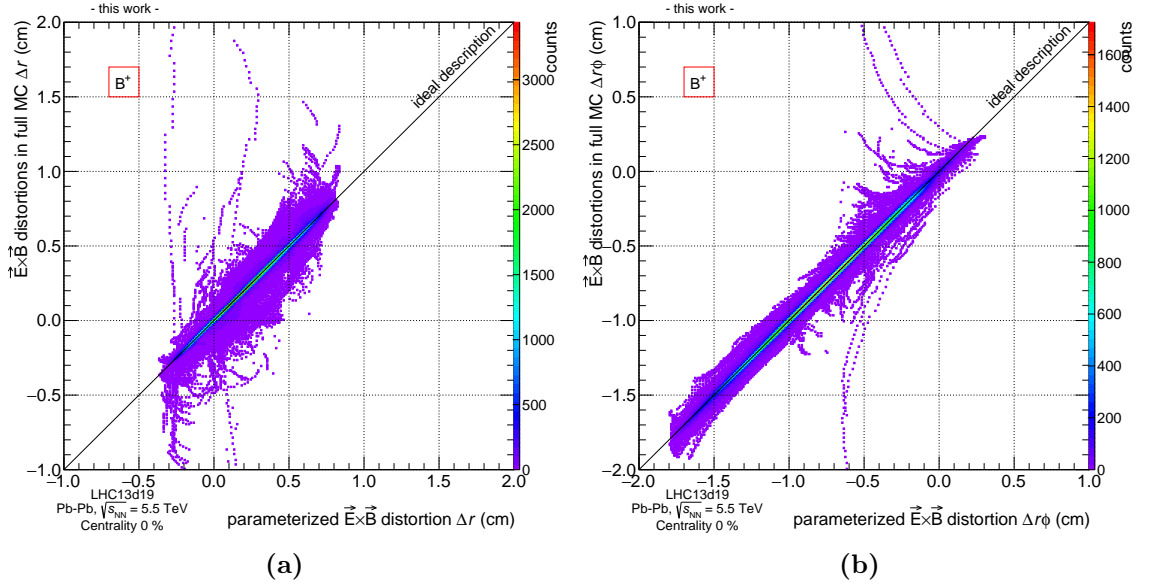 - this work -
2.0
1.5
1.0
0.5
0.0
−0.5
−1.0
E×B distortions in full MC Δr (cm)
B+
ideal description
counts
3000
2500
2000
1500
1000
500
0
−1.0 −0.5 0.0 0.5 1.0 1.5 2.0
LHC13d19
Pb-Pb, √sNN = 5.5 TeV
Centrality 0 %
parameterized E×B distortion Δr (cm)
(a)
- this work -
1.0
0.5
0.0
−0.5
−1.0
−1.5
−2.0
E×B distortions in full MC Δrϕ (cm)
B+
ideal description
counts
1600
1400
1200
1000
800
600
400
200
0
−2.0 −1.5 −1.0 −0.5 0.0 0.5 1.0
LHC13d19
Pb-Pb, √sNN = 5.5 TeV
Centrality 0 %
parameterized E×B distortion Δrϕ (cm)
(b)